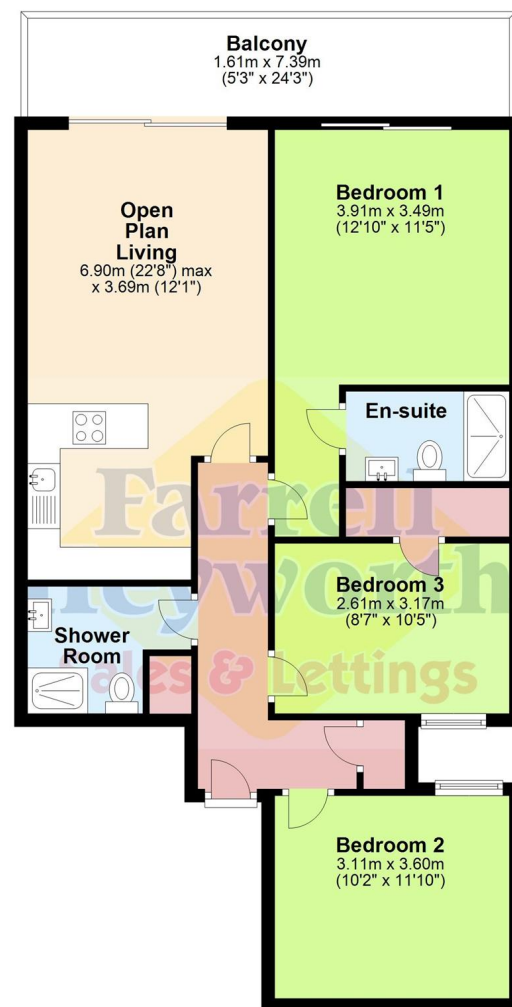 Balcony
1.61m x 7.39m
(5'3" x 24'3")
Open
Plan
Living
6.90m (22'8") max
x 3.69m (12'1")
Bedroom 1
3.91m x 3.49m
(12'10" x 11'5")
En-suite
Farrell
Heyworth
Sales & Lettings
Bedroom 3
2.61m x 3.17m
(8'7" x 10'5")
Shower
Room
Bedroom 2
3.11m x 3.60m
(10'2" x 11'10")